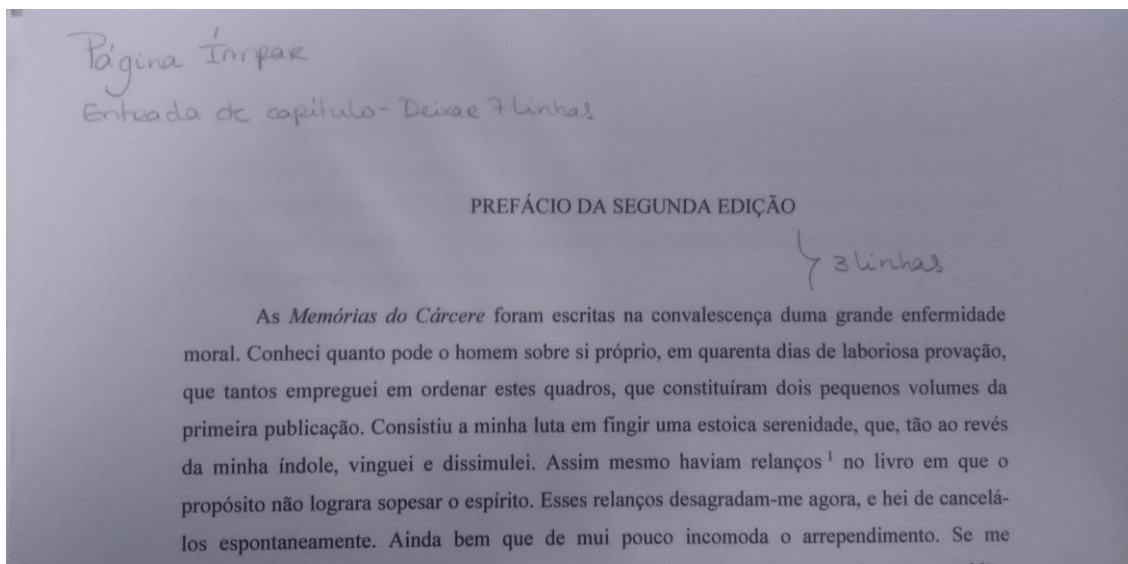 Página Ímpar
Entrada de capítulo - Deixar 7 linhas
PREFÁCIO DA SEGUNDA EDIÇÃO
3 linhas
As Memórias do Cárcere foram escritas na convalescença duma grande enfermidade
moral. Conheci quanto pode o homem sobre si próprio, em quarenta dias de laboriosa provação,
que tantos empreguei em ordenar estes quadros, que constituíram dois pequenos volumes da
primeira publicação. Consistiu a minha luta em fingir uma estoica serenidade, que, tão ao revés
da minha índole, vinguei e dissimulei. Assim mesmo haviam relanços 1 no livro em que o
propósito não lograra sopesar o espírito. Esses relanços desagradam-me agora, e hei de cancelá-
los espontaneamente. Ainda bem que de mui pouco incomoda o arrependimento. Se me